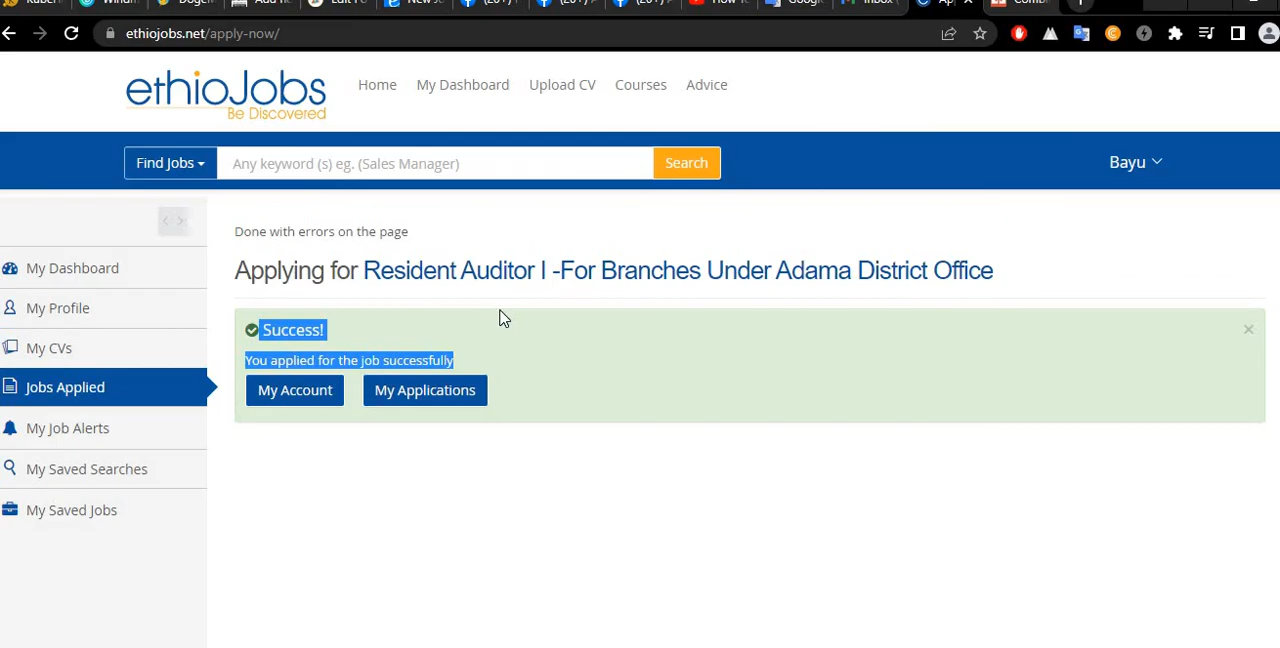 ethiojobs.net/apply-now/
ethioJobs
Be Discovered
Home My Dashboard Upload CV Courses Advice
Find Jobs Any keyword (s) eg. (Sales Manager) Search Bayu
My Dashboard
My Profile
My CVs
Jobs Applied
My Job Alerts
My Saved Searches
My Saved Jobs
Done with errors on the page
Applying for Resident Auditor I -For Branches Under Adama District Office
Success!
You applied for the job successfully
My Account My Applications